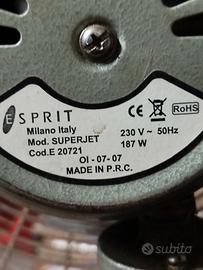 ESPRIT
CE
RoHS
Milano Italy
230 V ~ 50Hz
Mod. SUPERJET
187 W
Cod.E 20721
OI - 07- 07
MADE IN P.R.C.
subito